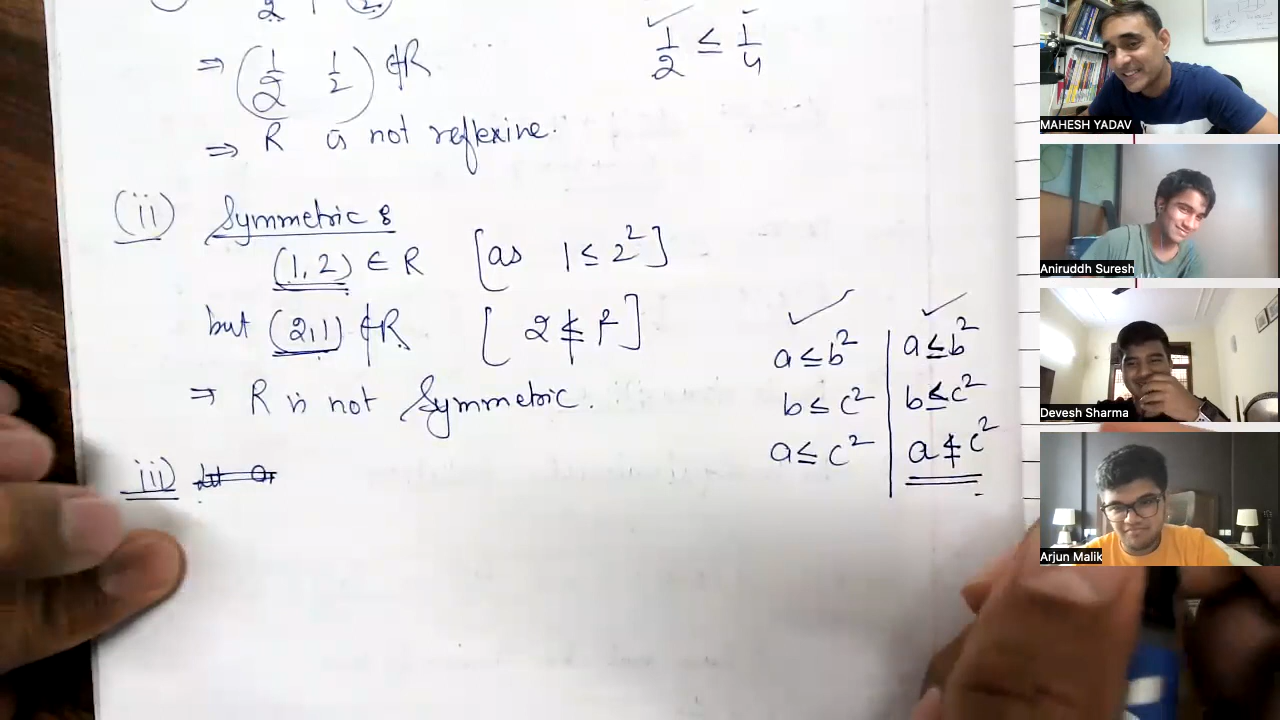 ⇒ (1/2 1/2) ∉ R
⇒ R is not reflexive.
1/2 ≤ 1/4
(ii) Symmetric :
(1, 2) ∈ R [as 1 ≤ 2²]
but (2,1) ∉ R [2 ≰ 1²]
⇒ R is not Symmetric.
iii)
a ≤ b²
b ≤ c²
a ≤ c²
a ≤ b²
b ≤ c²
a ≰ c²
MAHESH YADAV
Aniruddh Suresh
Devesh Sharma
Arjun Malik